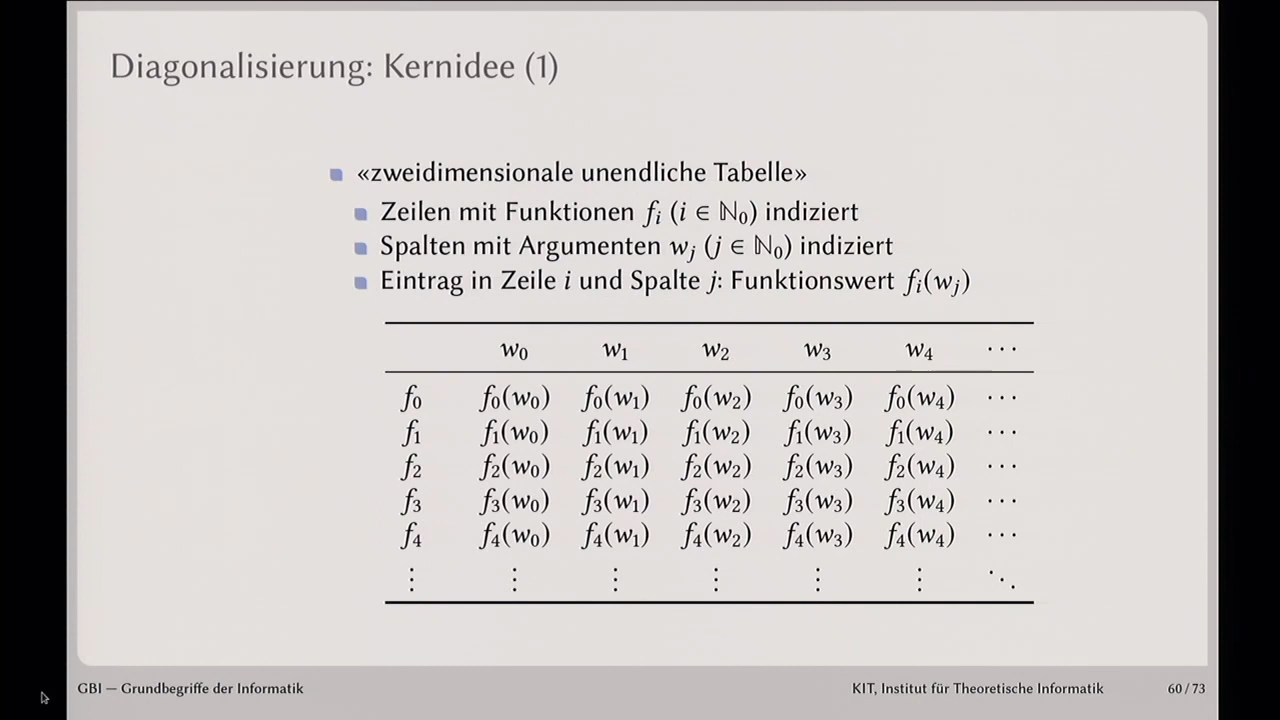 Diagonalisierung: Kernidee (1)
«zweidimensionale unendliche Tabelle»
Zeilen mit Funktionen fᵢ (i ∈ ℕ₀) indiziert
Spalten mit Argumenten wⱼ (j ∈ ℕ₀) indiziert
Eintrag in Zeile i und Spalte j: Funktionswert fᵢ(wⱼ)
w₀ w₁ w₂ w₃ w₄ ···
f₀ f₀(w₀) f₀(w₁) f₀(w₂) f₀(w₃) f₀(w₄) ···
f₁ f₁(w₀) f₁(w₁) f₁(w₂) f₁(w₃) f₁(w₄) ···
f₂ f₂(w₀) f₂(w₁) f₂(w₂) f₂(w₃) f₂(w₄) ···
f₃ f₃(w₀) f₃(w₁) f₃(w₂) f₃(w₃) f₃(w₄) ···
f₄ f₄(w₀) f₄(w₁) f₄(w₂) f₄(w₃) f₄(w₄) ···
⋮ ⋮ ⋮ ⋮ ⋮ ⋮ ⋱
GBI — Grundbegriffe der Informatik KIT, Institut für Theoretische Informatik 60 / 73